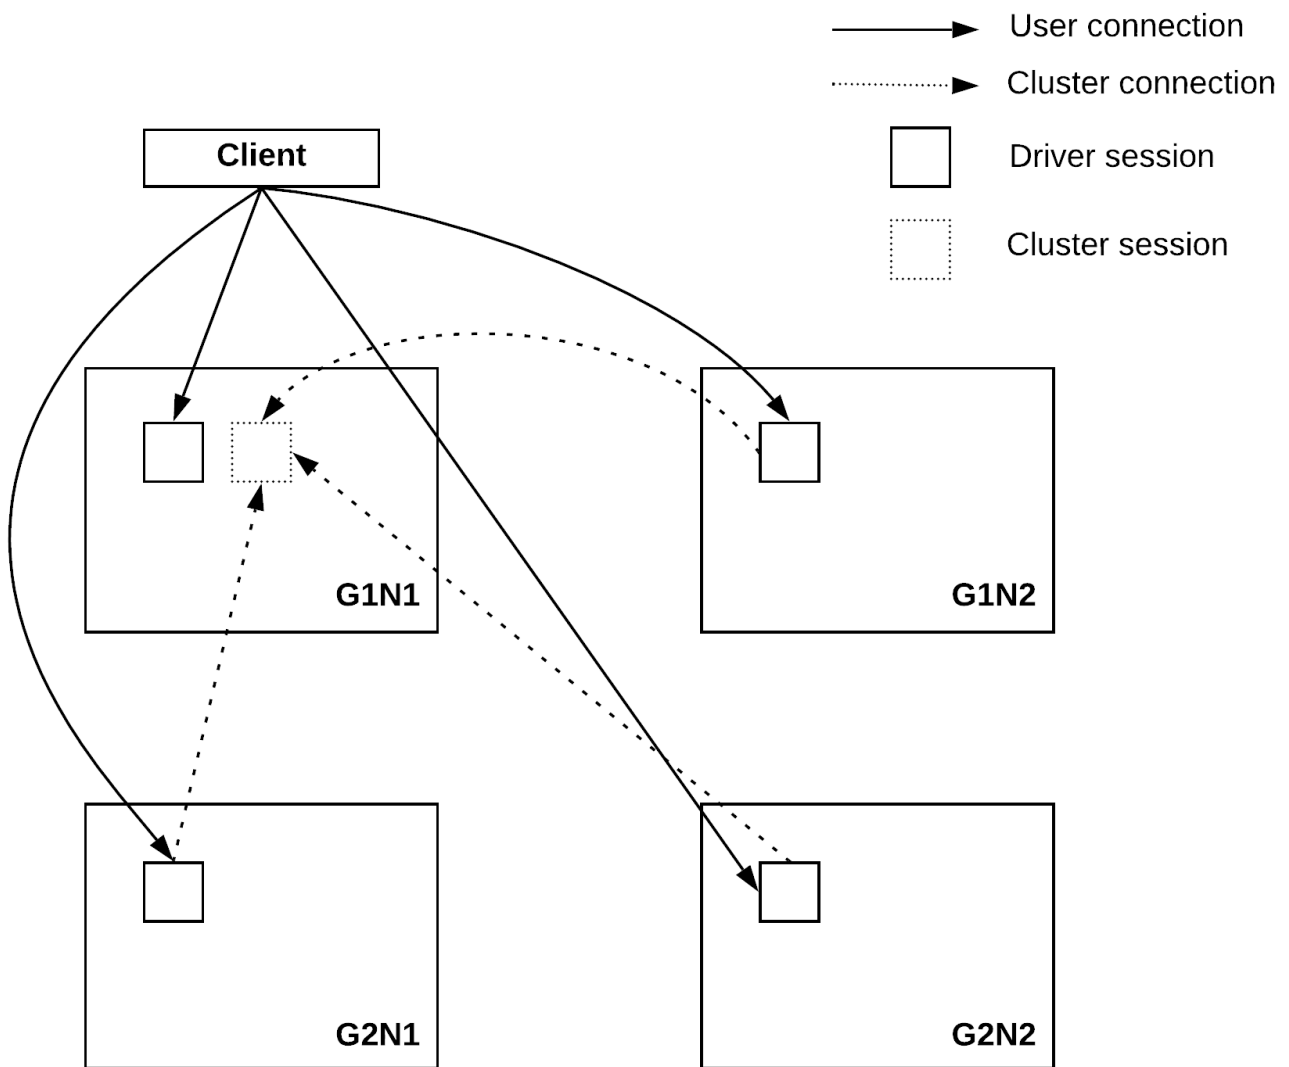 User connection
Cluster connection
Client
Driver session
Cluster session
G1N1
G1N2
G2N1
G2N2